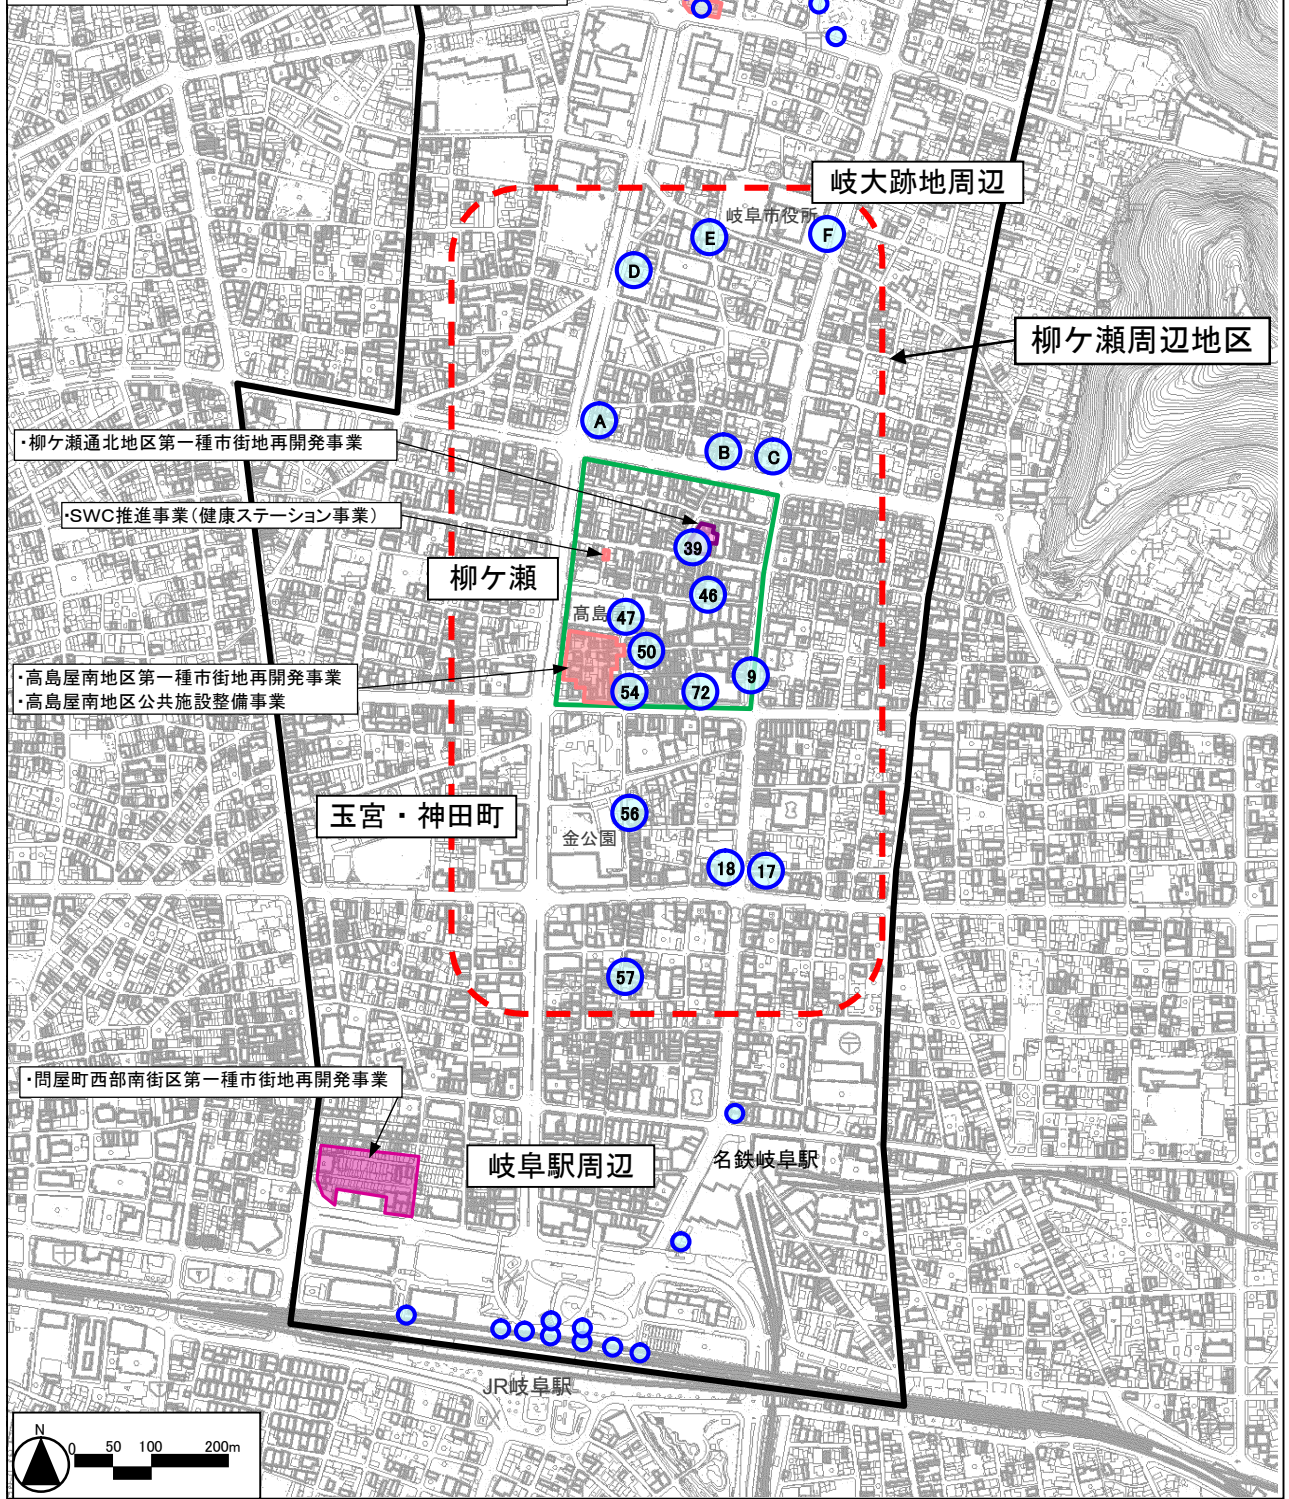 岐大跡地周辺
岐阜市役所
E
F
D
柳ケ瀬周辺地区
A
B
C
・柳ケ瀬通北地区第一種市街地再開発事業
・SWC推進事業(健康ステーション事業)
39
柳ケ瀬
46
高島
47
50
・高島屋南地区第一種市街地再開発事業
・高島屋南地区公共施設整備事業
9
54
72
玉宮・神田町
56
金公園
18
17
57
・問屋町西部南街区第一種市街地再開発事業
岐阜駅周辺
名鉄岐阜駅
JR岐阜駅
N
0 50 100 200m